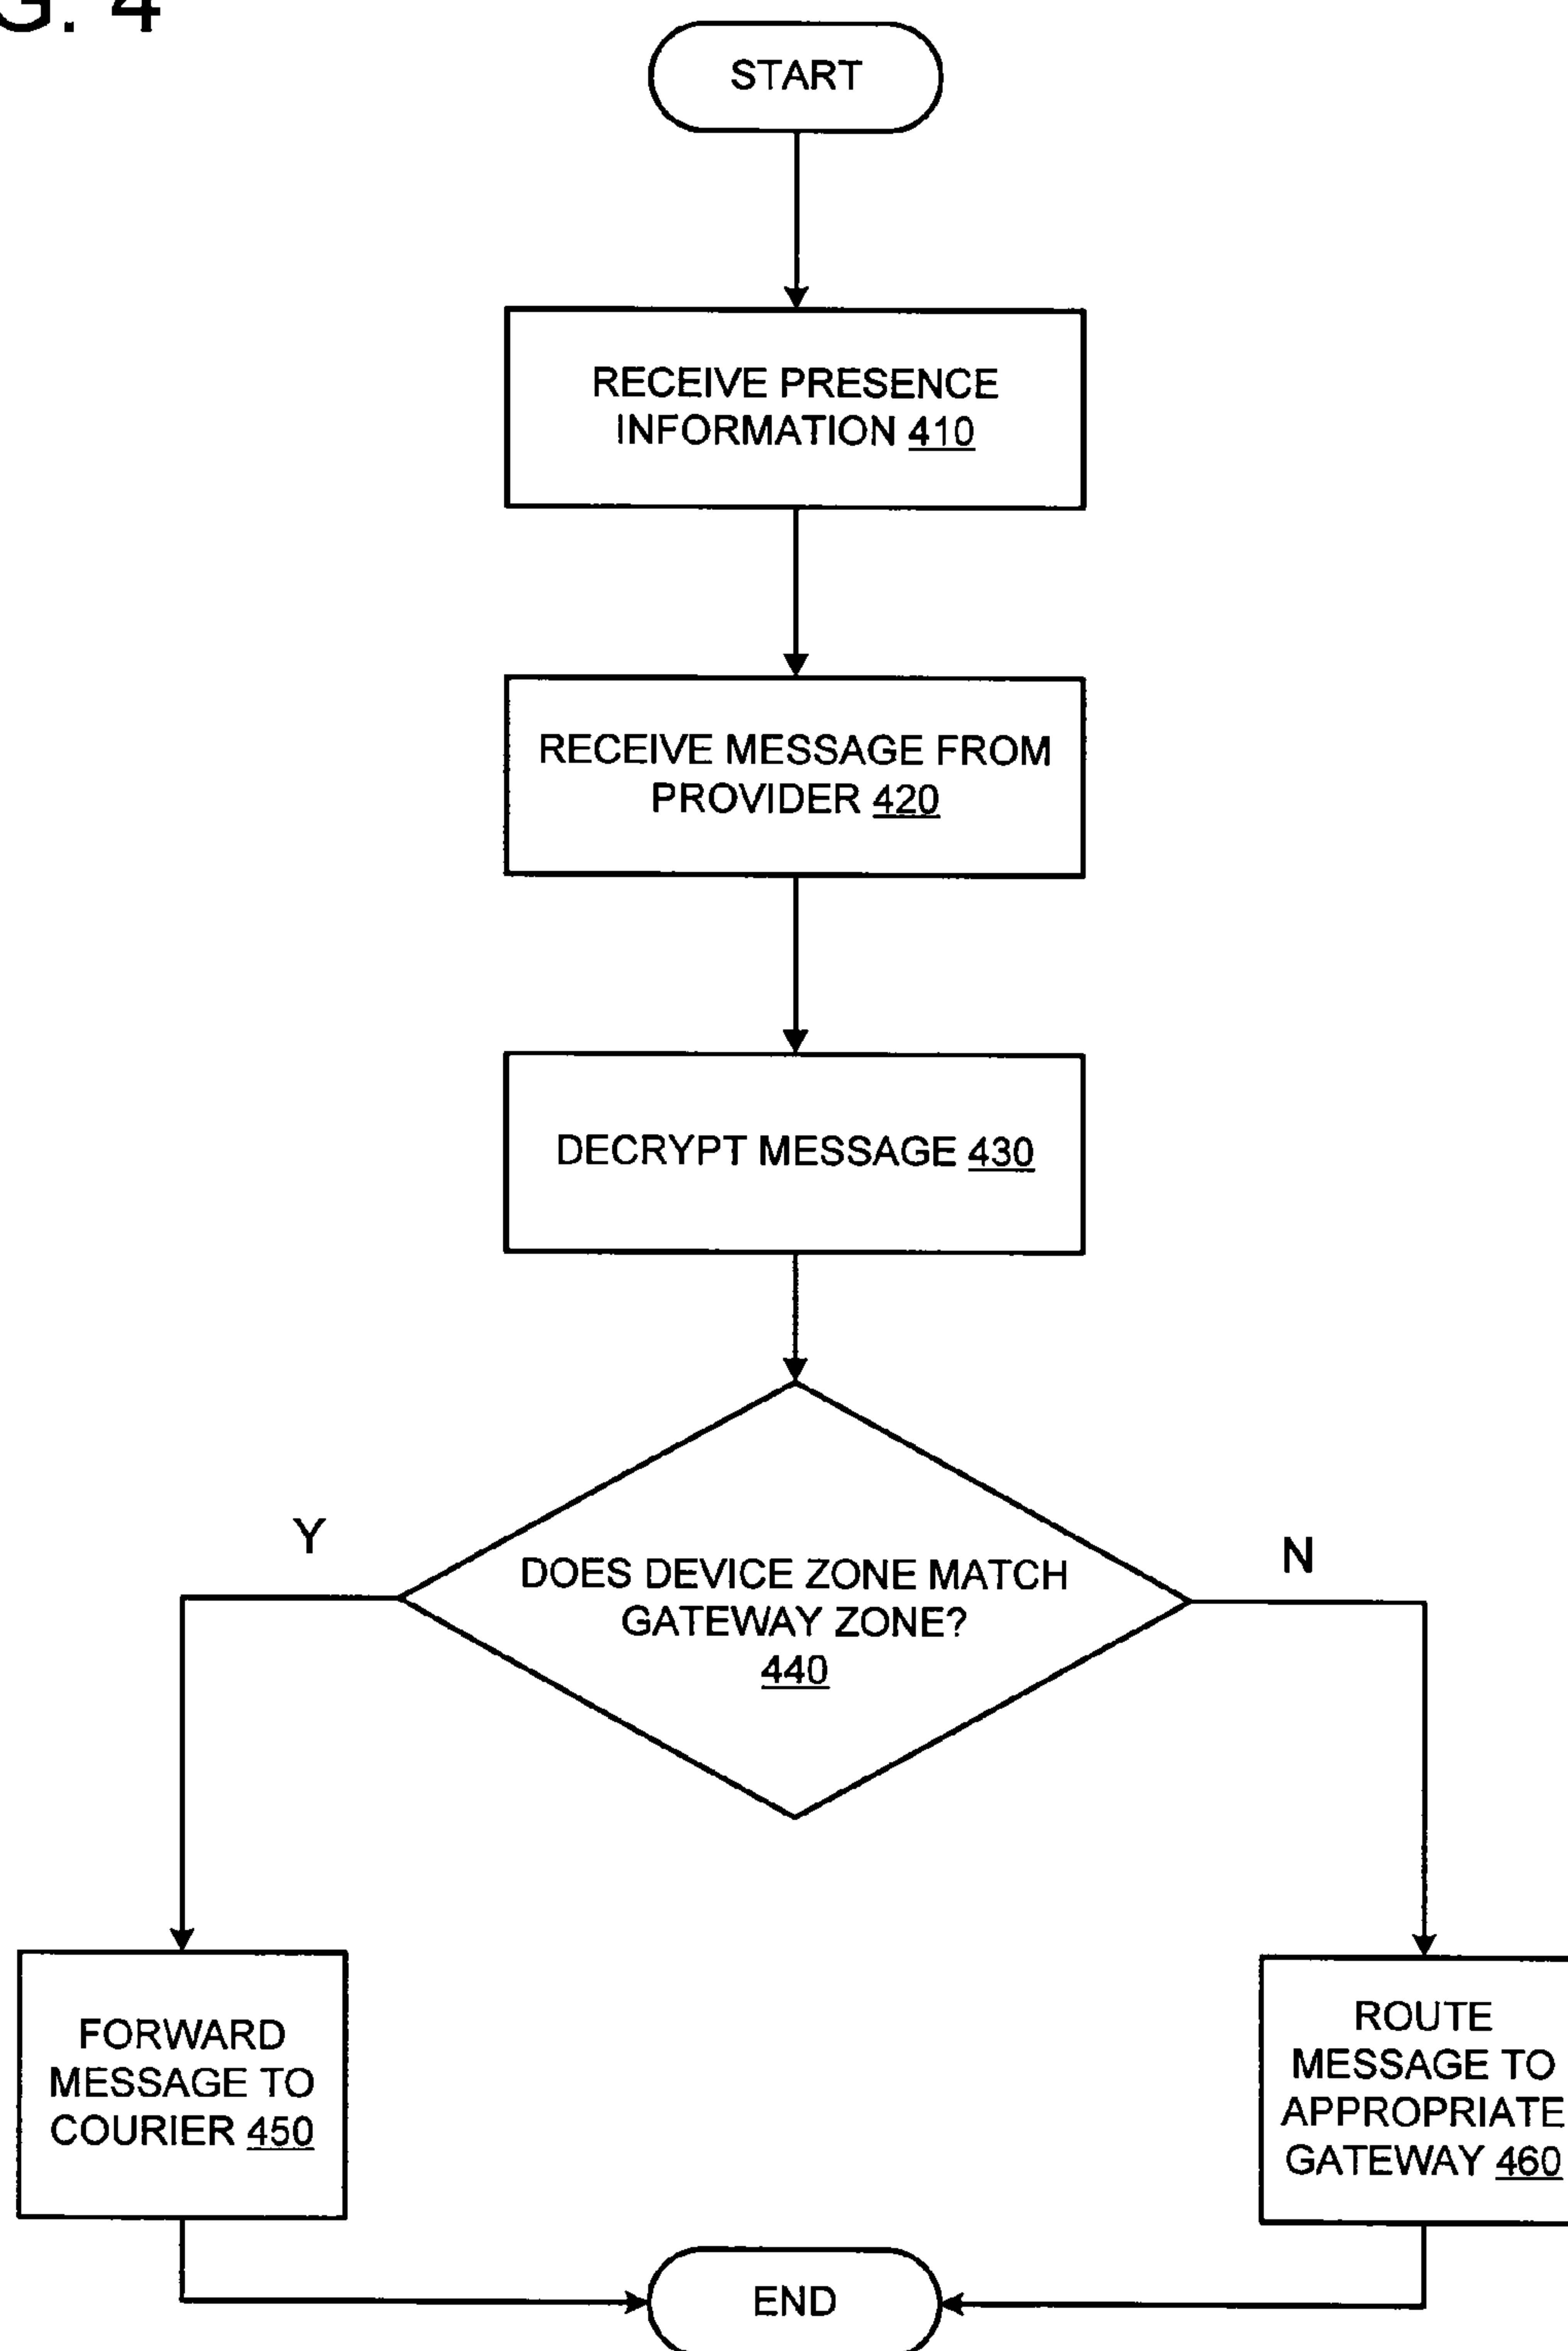 G. 4
START
RECEIVE PRESENCE
INFORMATION 410
RECEIVE MESSAGE FROM
PROVIDER 420
DECRYPT MESSAGE 430
DOES DEVICE ZONE MATCH
GATEWAY ZONE?
440
Y
N
FORWARD
MESSAGE TO
COURIER 450
ROUTE
MESSAGE TO
APPROPRIATE
GATEWAY 460
END